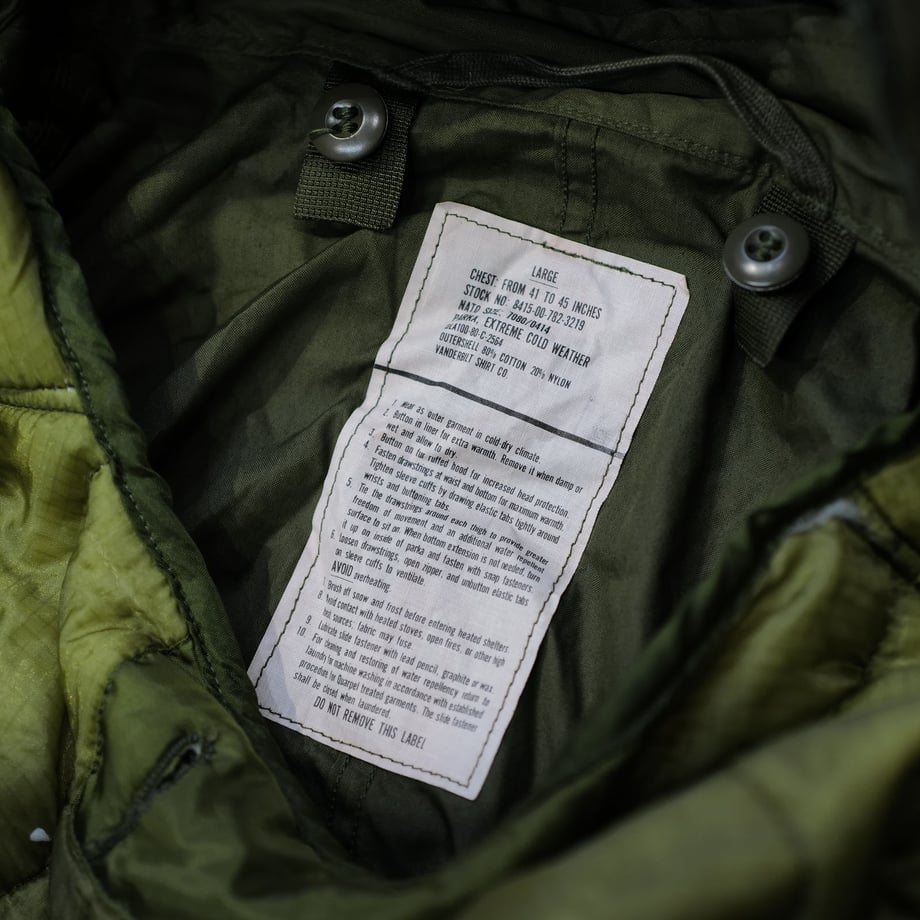 LARGE
CHEST: FROM 41 TO 45 INCHES
STOCK NO: 8415-00-782-3219
NATO SIZE: 7080/0414
PARKA, EXTREME COLD WEATHER
DLA100-80-C-2564
OUTERSHELL 80% COTTON 20% NYLON
VANDERBILT SHIRT CO.
1. Wear as outer garment in cold-dry climate.
2. Button in liner for extra warmth. Remove it when damp or
wet and allow to dry.
3. Button on fur ruffed hood for increased head protection.
4. Fasten drawstrings at waist and bottom for maximum warmth.
Tighten sleeve cuffs by drawing elastic tabs tightly around
wrists and buttoning tabs.
5. Tie the drawstrings around each thigh to provide greater
freedom of movement and an additional water repellent
surface to sit on. When bottom extension is not needed, turn
it up on inside of parka and fasten with snap fasteners.
6. Loosen drawstrings, open zipper, and unbutton elastic tabs
on sleeve cuffs to ventilate.
AVOID overheating.
7. Brush off snow and frost before entering heated shelters.
8. Avoid contact with heated stoves, open fires, or other high
heat sources; fabric may fuse.
9. Lubricate slide fastener with lead pencil, graphite or wax.
10. For cleaning and restoring of water repellency return to
laundry for machine washing in accordance with established
procedure for Quarpel treated garments. The slide fastener
shall be closed when laundered.
DO NOT REMOVE THIS LABEL